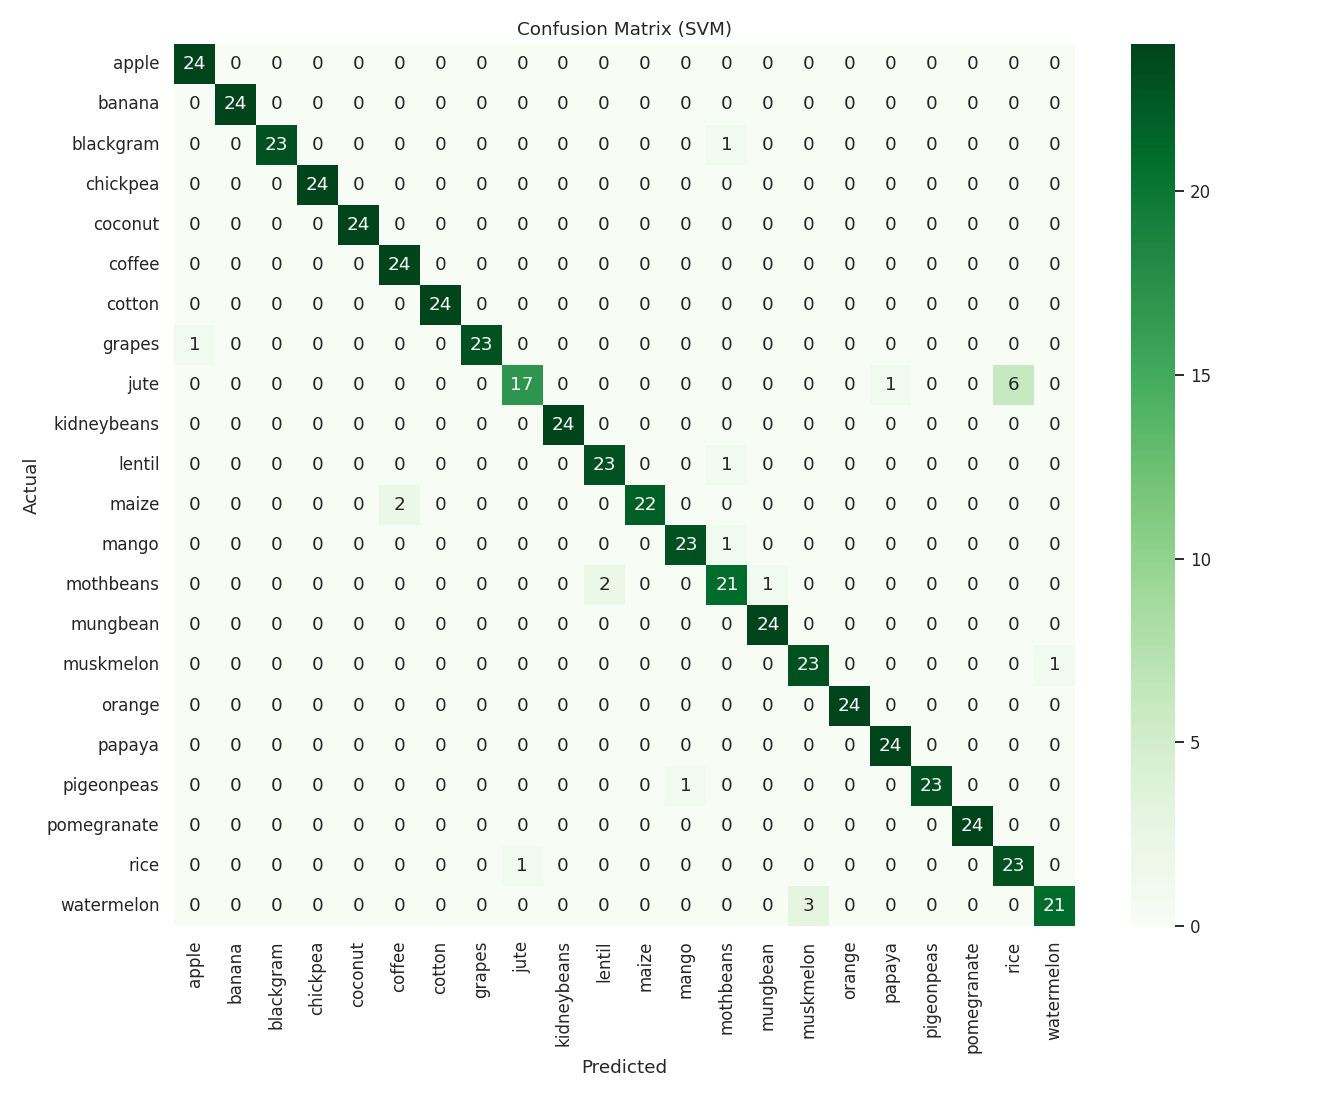 Confusion Matrix (SVM)
apple 24 0 0 0 0 0 0 0 0 0 0 0 0 0 0 0 0 0 0 0 0 0
banana 0 24 0 0 0 0 0 0 0 0 0 0 0 0 0 0 0 0 0 0 0 0
blackgram 0 0 23 0 0 0 0 0 0 0 0 0 0 1 0 0 0 0 0 0 0 0
chickpea 0 0 0 24 0 0 0 0 0 0 0 0 0 0 0 0 0 0 0 0 0 0
coconut 0 0 0 0 24 0 0 0 0 0 0 0 0 0 0 0 0 0 0 0 0 0
coffee 0 0 0 0 0 24 0 0 0 0 0 0 0 0 0 0 0 0 0 0 0 0
cotton 0 0 0 0 0 0 24 0 0 0 0 0 0 0 0 0 0 0 0 0 0 0
grapes 1 0 0 0 0 0 0 23 0 0 0 0 0 0 0 0 0 0 0 0 0 0
jute 0 0 0 0 0 0 0 0 17 0 0 0 0 0 0 0 0 1 0 0 6 0
kidneybeans 0 0 0 0 0 0 0 0 0 24 0 0 0 0 0 0 0 0 0 0 0 0
lentil 0 0 0 0 0 0 0 0 0 0 23 0 0 1 0 0 0 0 0 0 0 0
maize 0 0 0 0 0 2 0 0 0 0 0 22 0 0 0 0 0 0 0 0 0 0
mango 0 0 0 0 0 0 0 0 0 0 0 0 23 1 0 0 0 0 0 0 0 0
mothbeans 0 0 0 0 0 0 0 0 0 0 2 0 0 21 1 0 0 0 0 0 0 0
mungbean 0 0 0 0 0 0 0 0 0 0 0 0 0 0 24 0 0 0 0 0 0 0
muskmelon 0 0 0 0 0 0 0 0 0 0 0 0 0 0 0 23 0 0 0 0 0 1
orange 0 0 0 0 0 0 0 0 0 0 0 0 0 0 0 0 24 0 0 0 0 0
papaya 0 0 0 0 0 0 0 0 0 0 0 0 0 0 0 0 0 24 0 0 0 0
pigeonpeas 0 0 0 0 0 0 0 0 0 0 0 0 1 0 0 0 0 0 23 0 0 0
pomegranate 0 0 0 0 0 0 0 0 0 0 0 0 0 0 0 0 0 0 0 24 0 0
rice 0 0 0 0 0 0 0 0 1 0 0 0 0 0 0 0 0 0 0 0 23 0
watermelon 0 0 0 0 0 0 0 0 0 0 0 0 0 0 0 3 0 0 0 0 0 21
Actual
apple
banana
blackgram
chickpea
coconut
coffee
cotton
grapes
jute
kidneybeans
lentil
maize
mango
mothbeans
mungbean
muskmelon
orange
papaya
pigeonpeas
pomegranate
rice
watermelon
Predicted
20
15
10
5
0